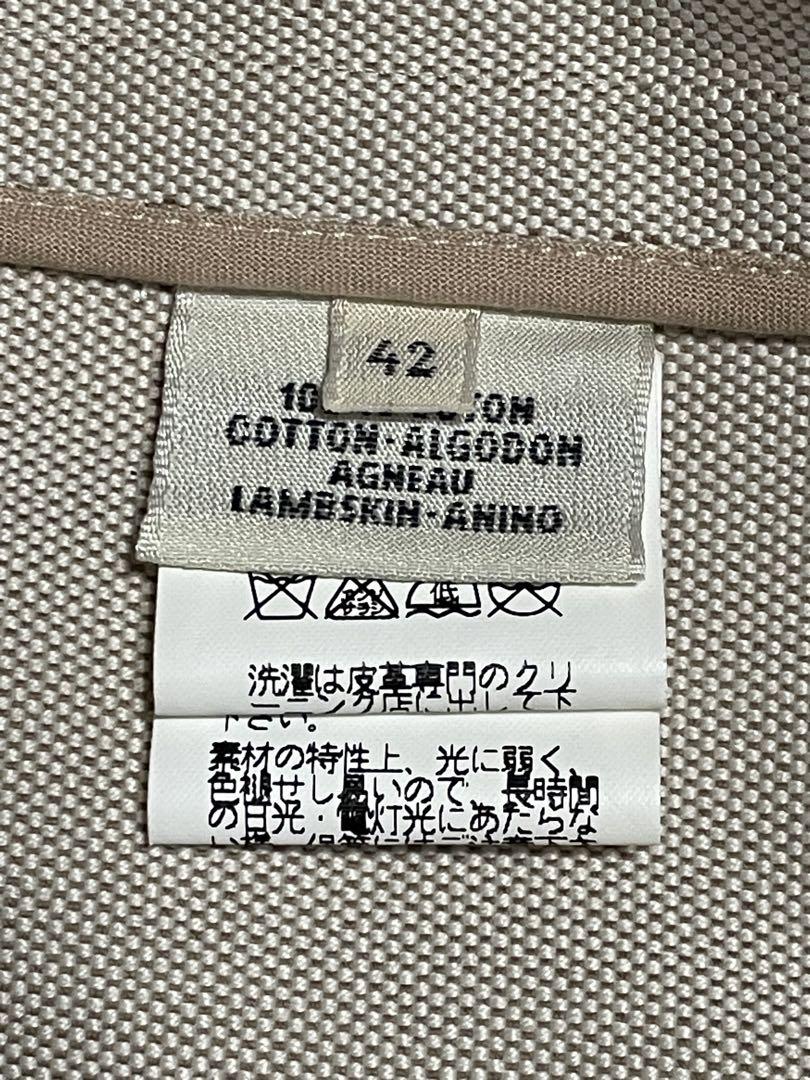 42
COTTON-ALGODON
AGNEAU
LAMBSKIN-ANINO
低
洗濯は皮革専門のクリ
ーニング店に出して下
さい。
素材の特性上、光に弱く、
色褪せし易いので、長時間
の日光・電灯光にあたらな